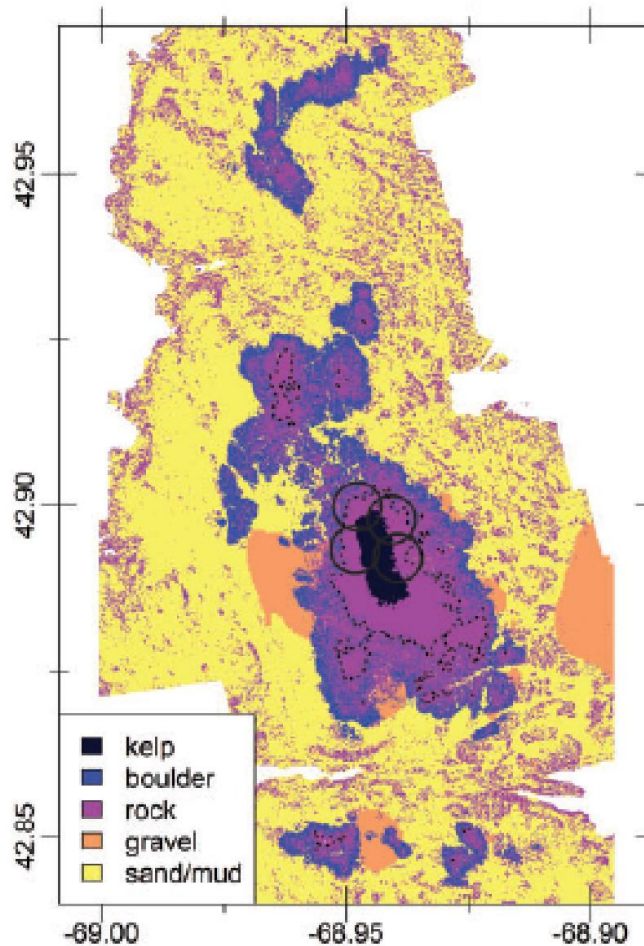 42.95
42.90
42.85
kelp
boulder
rock
gravel
sand/mud
-69.00
-68.95
-68.90